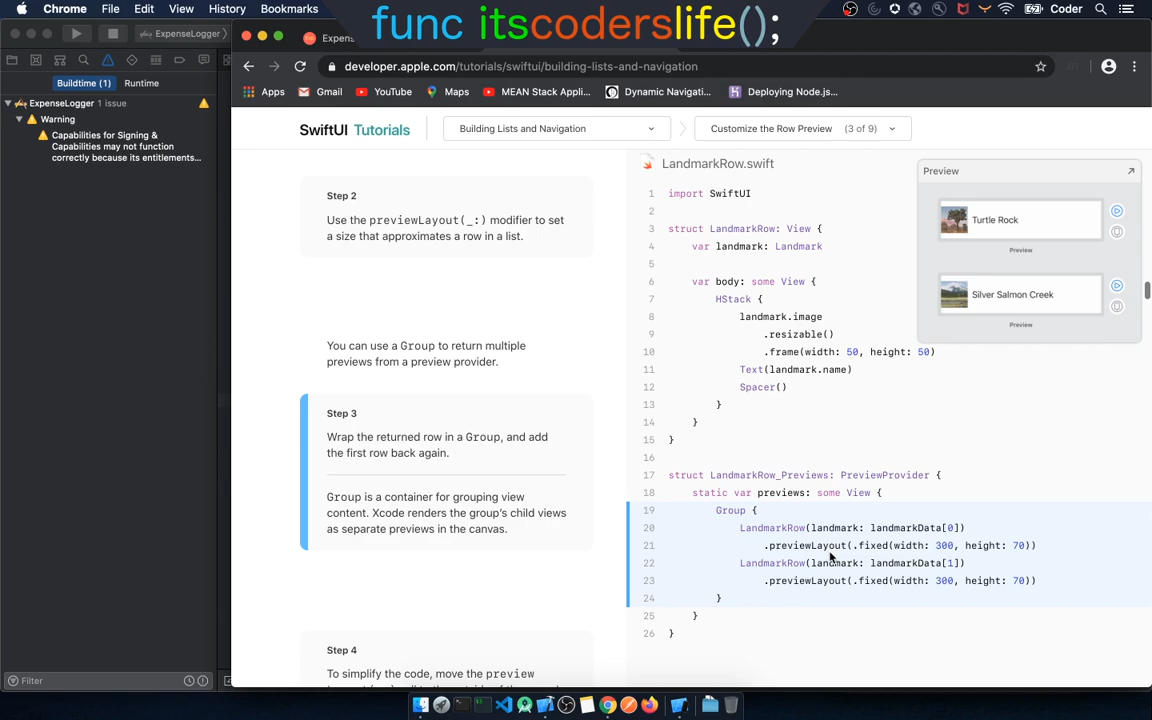 Chrome File Edit View History Bookmarks
func itscoderslife();
Coder
ExpenseLogger
Expens
developer.apple.com/tutorials/swiftui/building-lists-and-navigation
Buildtime (1) Runtime
Apps Gmail YouTube Maps MEAN Stack Appli... Dynamic Navigati... Deploying Node.js...
ExpenseLogger 1 issue
Warning
Capabilities for Signing &
Capabilities may not function
correctly because its entitlements...
SwiftUI Tutorials
Building Lists and Navigation
Customize the Row Preview (3 of 9)
Step 2
Use the previewLayout(_:) modifier to set
a size that approximates a row in a list.
You can use a Group to return multiple
previews from a preview provider.
Step 3
Wrap the returned row in a Group, and add
the first row back again.
Group is a container for grouping view
content. Xcode renders the group's child views
as separate previews in the canvas.
Step 4
To simplify the code, move the preview
LandmarkRow.swift
1 import SwiftUI
2
3 struct LandmarkRow: View {
4 var landmark: Landmark
5
6 var body: some View {
7 HStack {
8 landmark.image
9 .resizable()
10 .frame(width: 50, height: 50)
11 Text(landmark.name)
12 Spacer()
13 }
14 }
15 }
16
17 struct LandmarkRow_Previews: PreviewProvider {
18 static var previews: some View {
19 Group {
20 LandmarkRow(landmark: landmarkData[0])
21 .previewLayout(.fixed(width: 300, height: 70))
22 LandmarkRow(landmark: landmarkData[1])
23 .previewLayout(.fixed(width: 300, height: 70))
24 }
25 }
26 }
Preview
Turtle Rock
Preview
Silver Salmon Creek
Preview
Filter